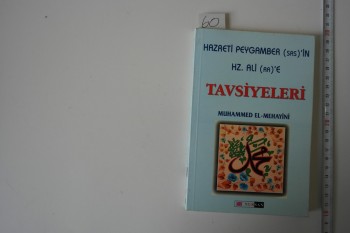 60
HAZRETİ PEYGAMBER (SAS)'İN
HZ. ALİ (RA)'E
TAVSİYELERİ
MUHAMMED EL-MEHAYİNİ